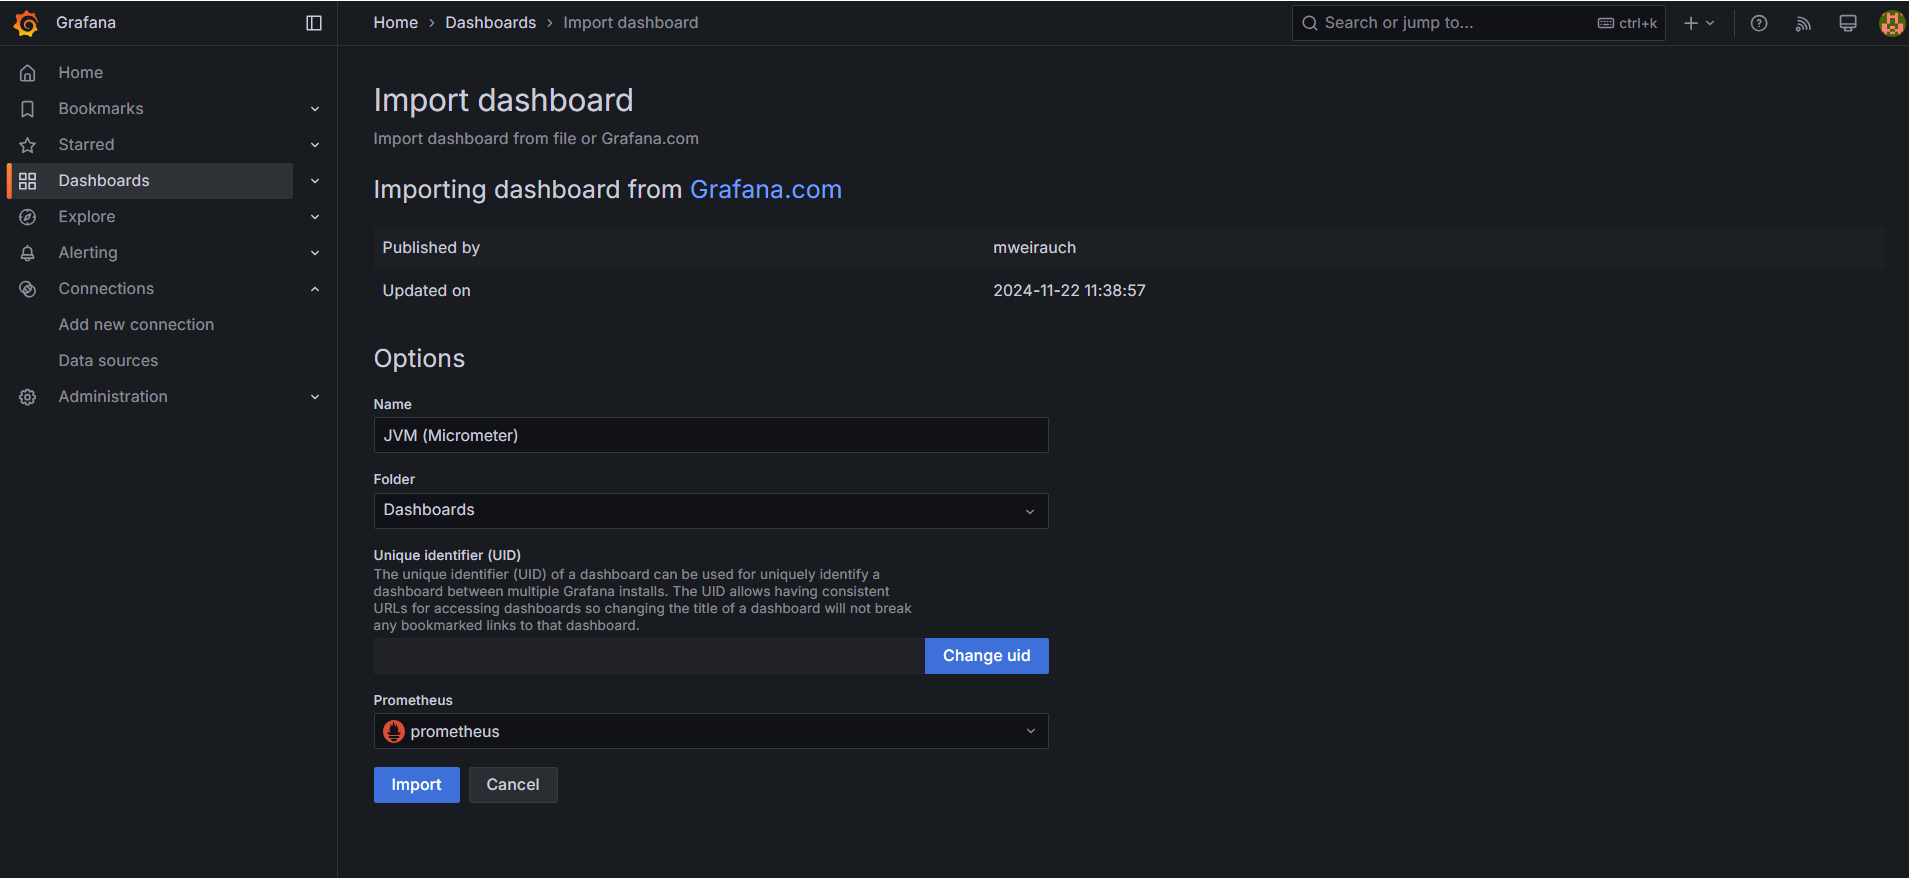 Grafana
Home
Dashboards
Import dashboard
Search or jump to...
ctrl+k
Home
Bookmarks
Starred
Dashboards
Explore
Alerting
Connections
Add new connection
Data sources
Administration
Import dashboard
Import dashboard from file or Grafana.com
Importing dashboard from Grafana.com
Published by mweirauch
Updated on 2024-11-22 11:38:57
Options
Name
JVM (Micrometer)
Folder
Dashboards
Unique identifier (UID)
The unique identifier (UID) of a dashboard can be used for uniquely identify a
dashboard between multiple Grafana installs. The UID allows having consistent
URLs for accessing dashboards so changing the title of a dashboard will not break
any bookmarked links to that dashboard.
Change uid
Prometheus
prometheus
Import Cancel